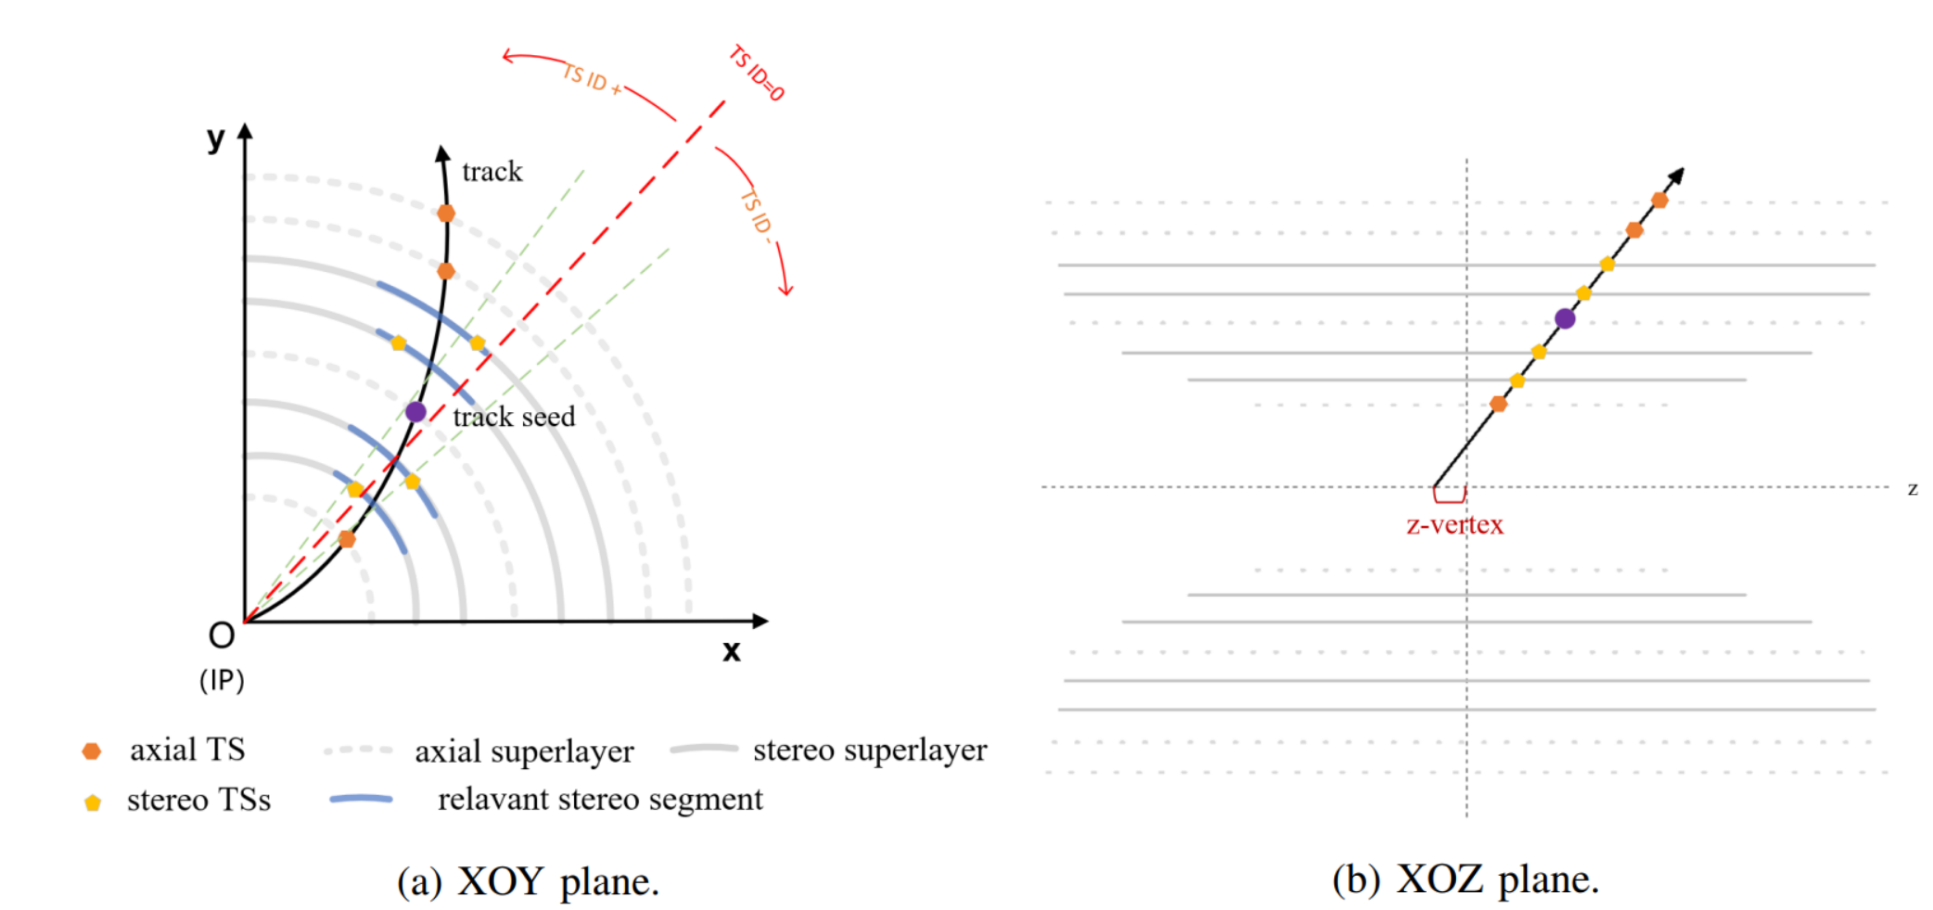 TS ID=0
TS ID +
TS ID -
y
track
track seed
O
(IP)
x
axial TS
axial superlayer
stereo superlayer
stereo TSs
relavant stereo segment
(a) XOY plane.
z
z-vertex
(b) XOZ plane.